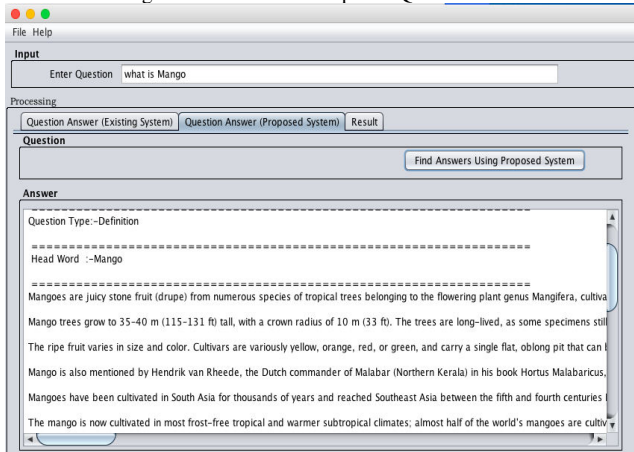 File Help
Input
Enter Question what is Mango
Processing
Question Answer (Existing System) Question Answer (Proposed System) Result
Question
Find Answers Using Proposed System
Answer
==================================================================
Question Type:-Definition
==================================================================
Head Word :-Mango
==================================================================
Mangoes are juicy stone fruit (drupe) from numerous species of tropical trees belonging to the flowering plant genus Mangifera, cultiva
Mango trees grow to 35-40 m (115-131 ft) tall, with a crown radius of 10 m (33 ft). The trees are long-lived, as some specimens still
The ripe fruit varies in size and color. Cultivars are variously yellow, orange, red, or green, and carry a single flat, oblong pit that can
Mango is also mentioned by Hendrik van Rheede, the Dutch commander of Malabar (Northern Kerala) in his book Hortus Malabaricus,
Mangoes have been cultivated in South Asia for thousands of years and reached Southeast Asia between the fifth and fourth centuries
The mango is now cultivated in most frost-free tropical and warmer subtropical climates; almost half of the world's mangoes are cultiv